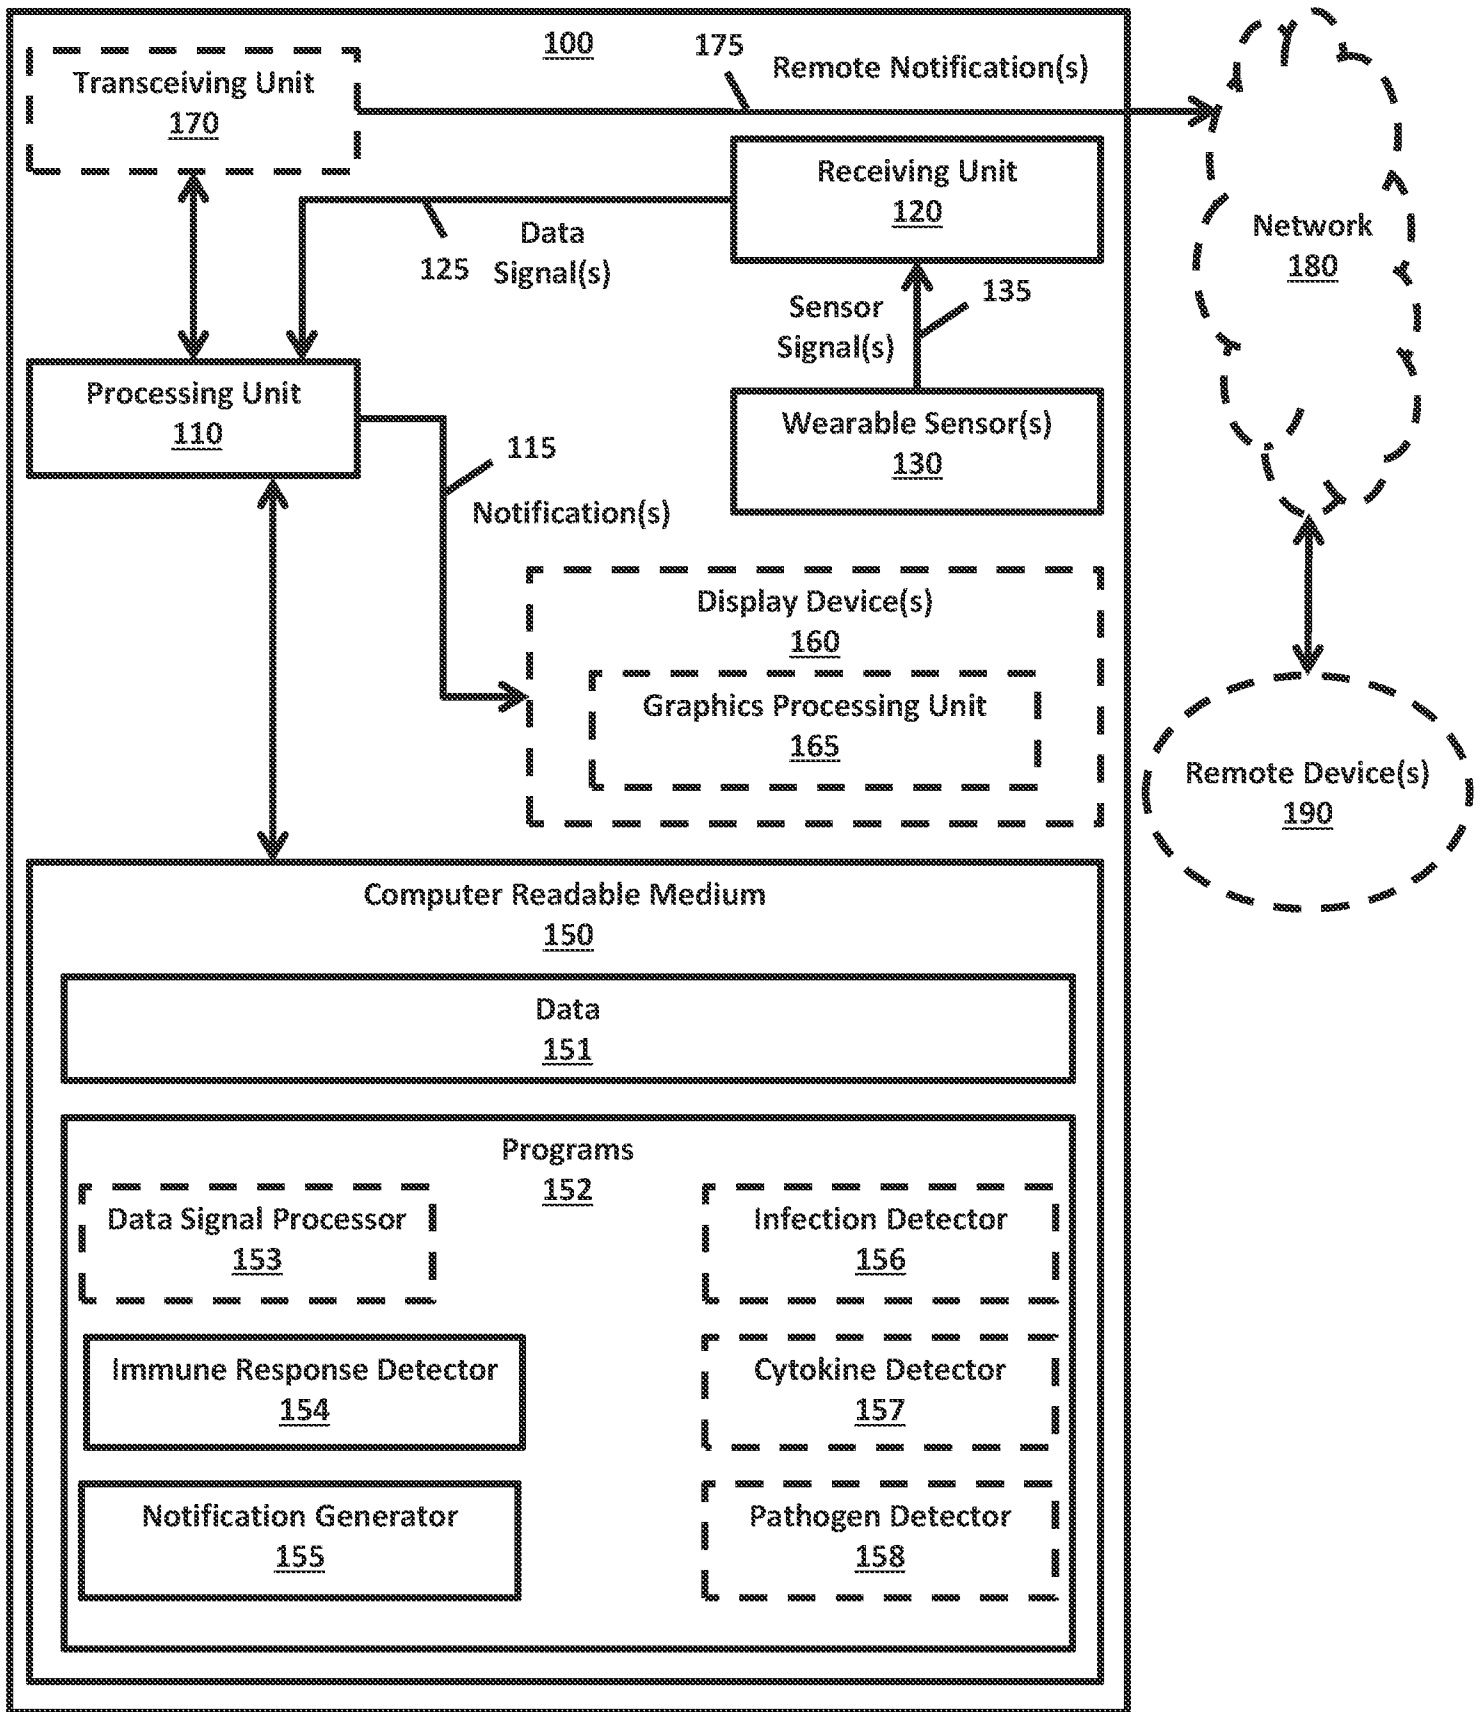 100
175
Remote Notification(s)
Transceiving Unit
170
Receiving Unit
120
Data
Signal(s)
125
Sensor
Signal(s)
135
Network
180
Processing Unit
110
Wearable Sensor(s)
130
115
Notification(s)
Display Device(s)
160
Graphics Processing Unit
165
Remote Device(s)
190
Computer Readable Medium
150
Data
151
Programs
152
Data Signal Processor
153
Infection Detector
156
Immune Response Detector
154
Cytokine Detector
157
Notification Generator
155
Pathogen Detector
158